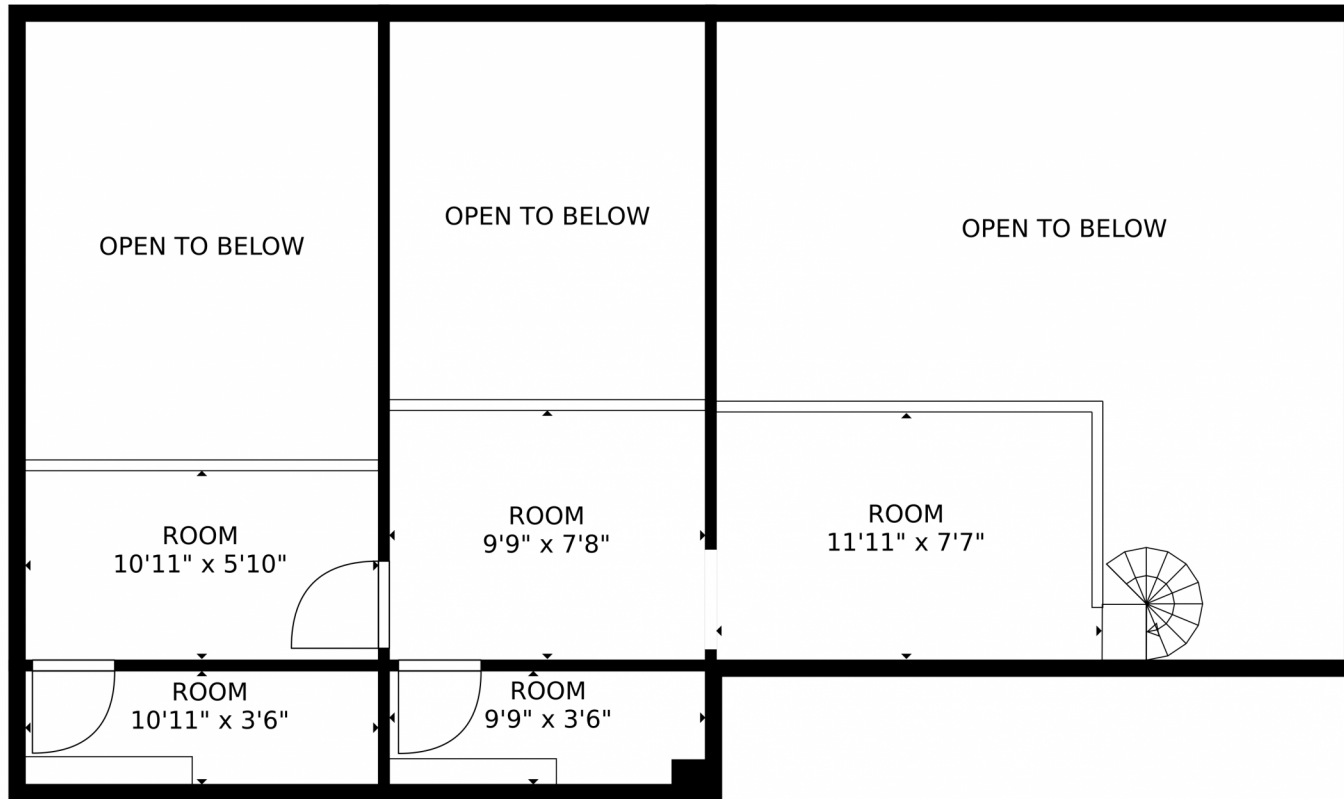 OPEN TO BELOW
OPEN TO BELOW
OPEN TO BELOW
ROOM
10'11" x 5'10"
ROOM
9'9" x 7'8"
ROOM
11'11" x 7'7"
ROOM
10'11" x 3'6"
ROOM
9'9" x 3'6"